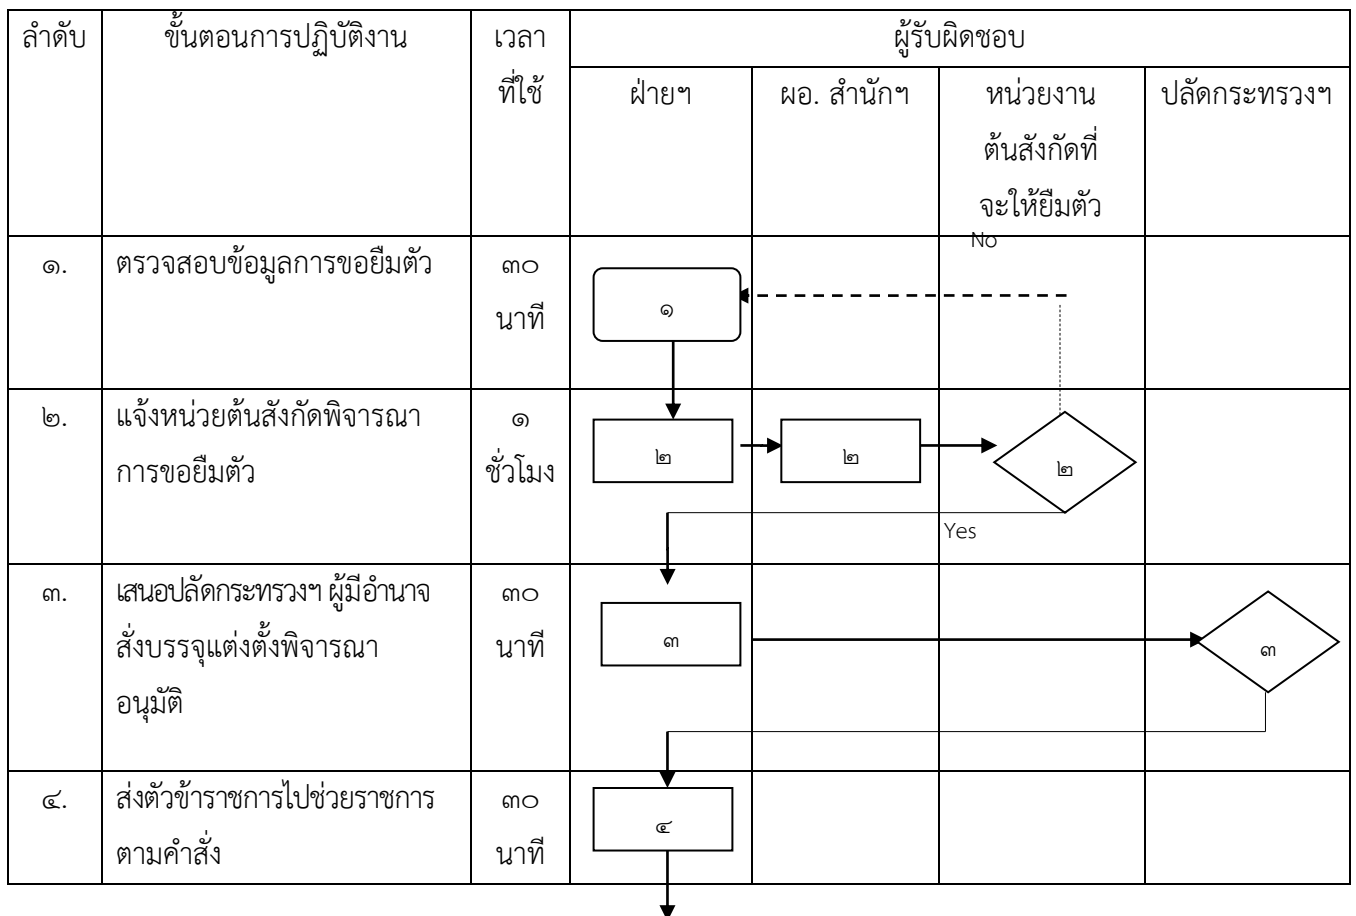 ลำดับ
ขั้นตอนการปฏิบัติงาน
เวลา
ที่ใช้
ผู้รับผิดชอบ
ฝ่ายฯ
ผอ. สำนักฯ
หน่วยงาน
ต้นสังกัดที่
จะให้ยืมตัว
ปลัดกระทรวงฯ
๑.
ตรวจสอบข้อมูลการขอยืมตัว
๓๐
นาที
๑
No
๒.
แจ้งหน่วยต้นสังกัดพิจารณา
การขอยืมตัว
๑
ชั่วโมง
๒
๒
๒
Yes
๓.
เสนอปลัดกระทรวงฯ ผู้มีอำนาจ
สั่งบรรจุแต่งตั้งพิจารณา
อนุมัติ
๓๐
นาที
๓
๓
๔.
ส่งตัวข้าราชการไปช่วยราชการ
ตามคำสั่ง
๓๐
นาที
๔